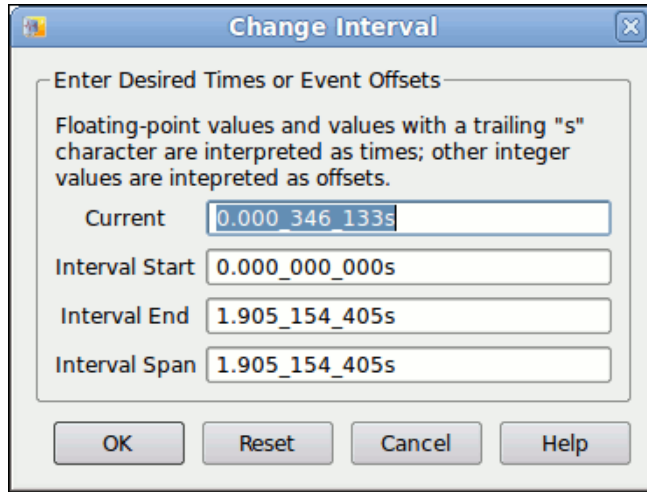 Change Interval
Enter Desired Times or Event Offsets
Floating-point values and values with a trailing "s"
character are interpreted as times; other integer
values are intepreted as offsets.
Current 0.000_346_133s
Interval Start 0.000_000_000s
Interval End 1.905_154_405s
Interval Span 1.905_154_405s
OK Reset Cancel Help